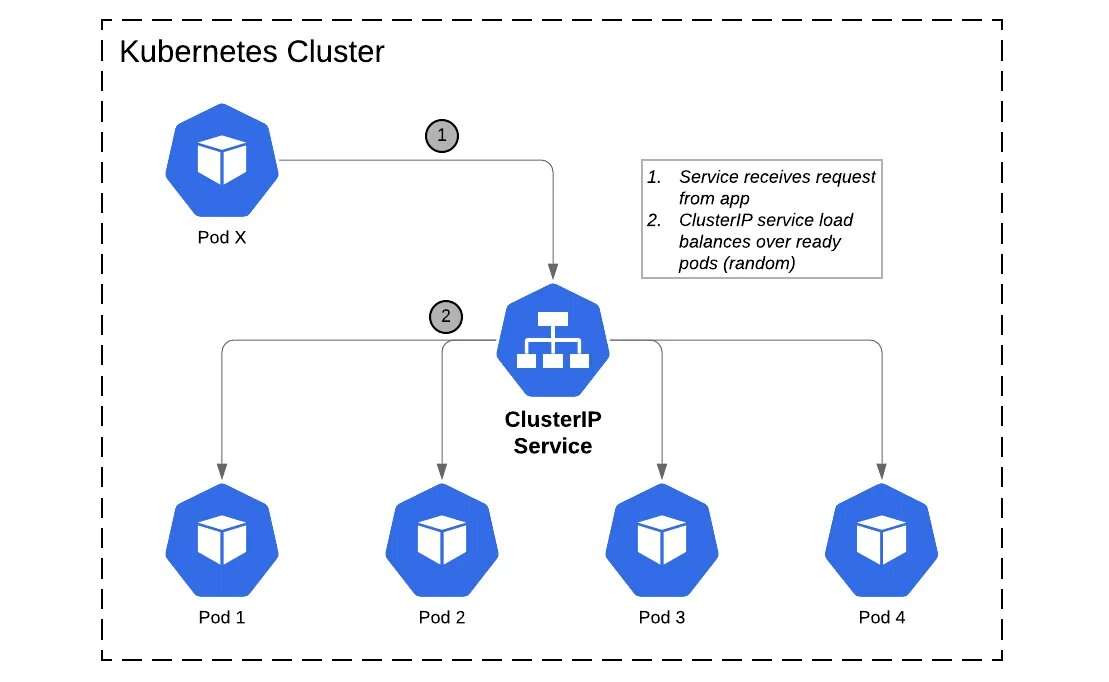 Kubernetes Cluster
1
Pod X
1. Service receives request
from app
2. ClusterIP service load
balances over ready
pods (random)
2
ClusterIP
Service
Pod 1
Pod 2
Pod 3
Pod 4